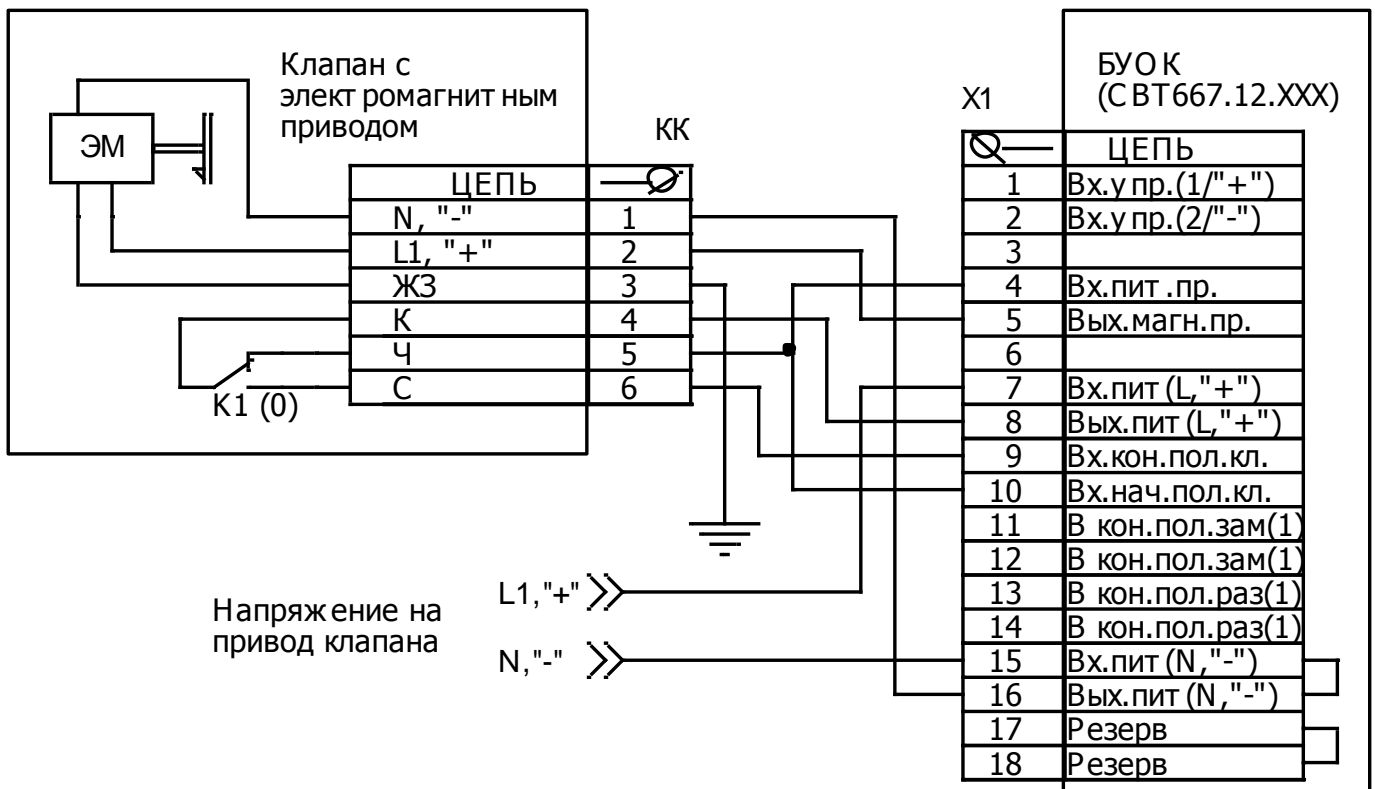 Клапан с
электромагнитным
приводом
ЭМ
КК
ЦЕПЬ
N, "-" 1
L1, "+" 2
ЖЗ 3
К 4
Ч 5
С 6
K1 (0)
Напряжение на
привод клапана
L1,"+"
N,"-"
X1
БУОК
(СВТ667.12.XXX)
ЦЕПЬ
1 Вх.упр.(1/"+")
2 Вх.упр.(2/"-")
3
4 Вх.пит.пр.
5 Вых.магн.пр.
6
7 Вх.пит(L,"+")
8 Вых.пит(L,"+")
9 Вх.кон.пол.кл.
10 Вх.нач.пол.кл.
11 В кон.пол.зам(1)
12 В кон.пол.зам(1)
13 В кон.пол.раз(1)
14 В кон.пол.раз(1)
15 Вх.пит(N,"-")
16 Вых.пит(N,"-")
17 Резерв
18 Резерв